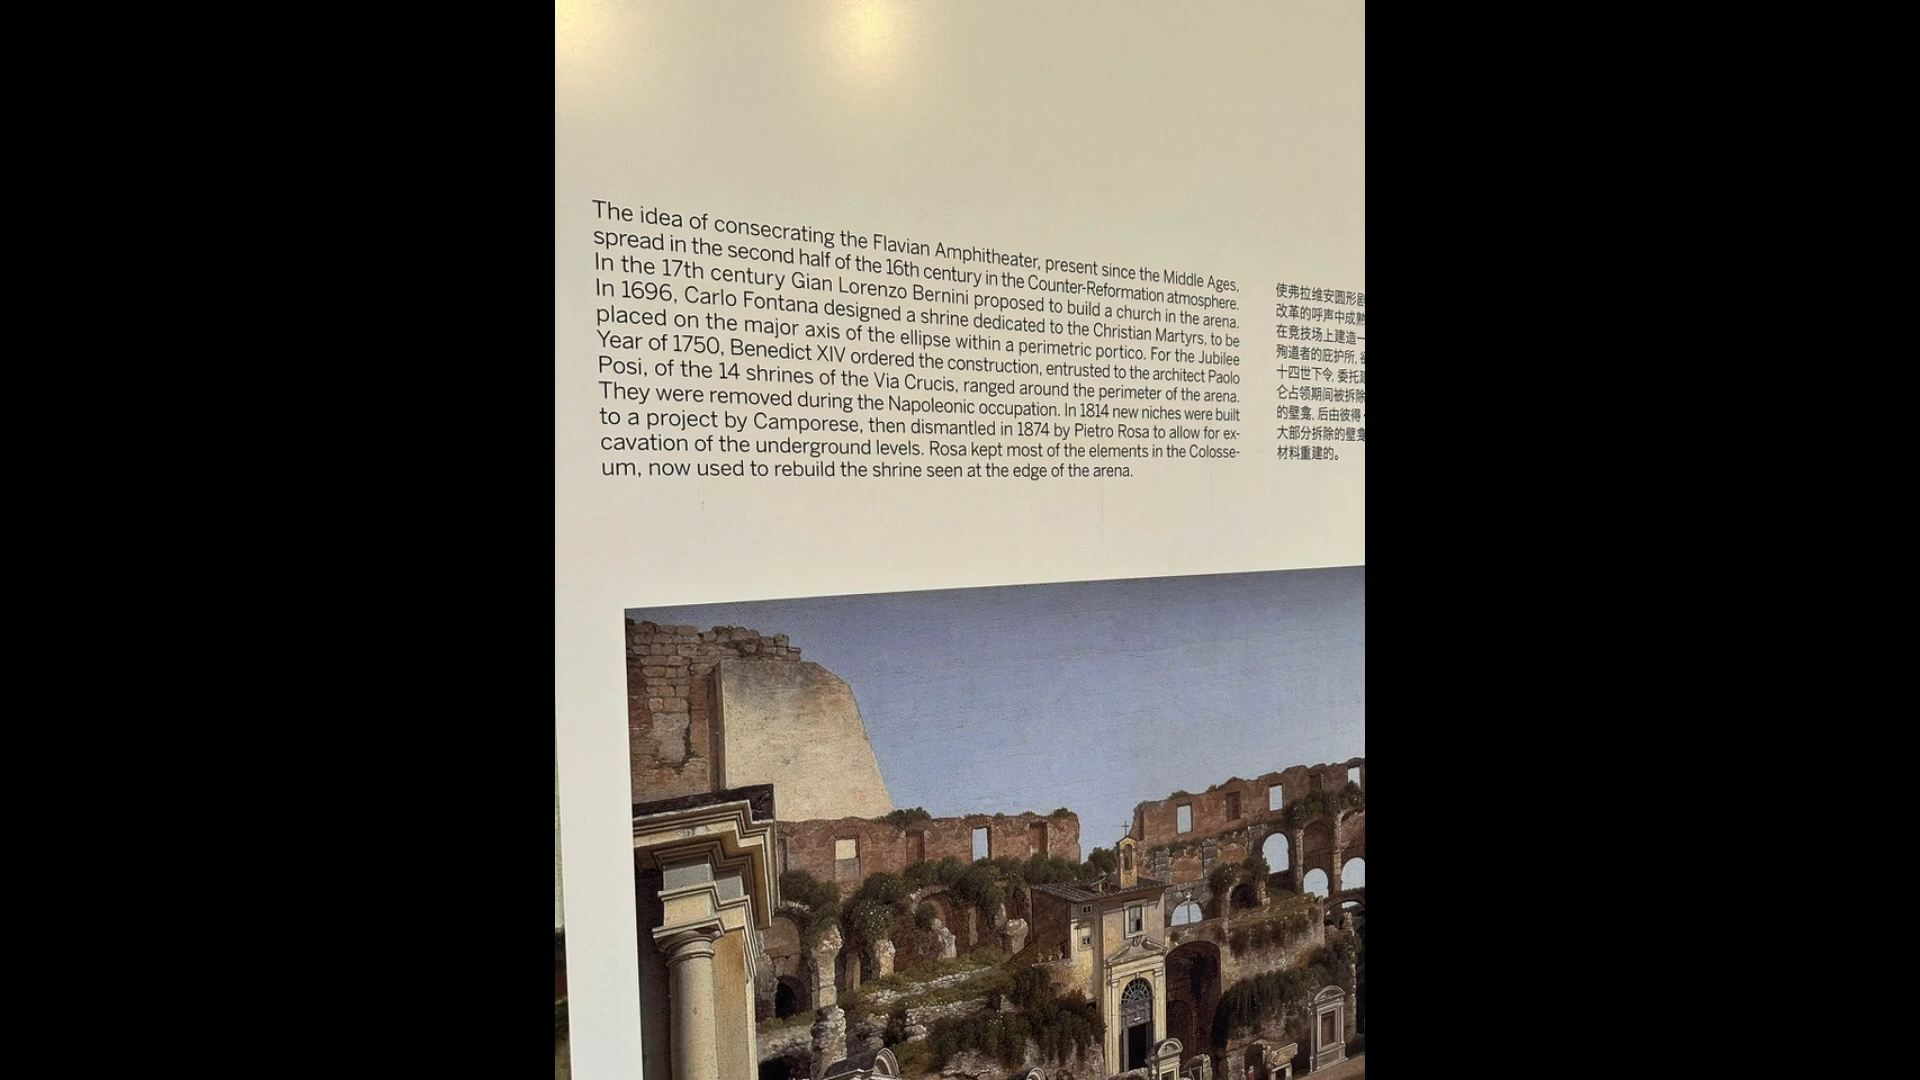 The idea of consecrating the Flavian Amphitheater, present since the Middle Ages,
spread in the second half of the 16th century in the Counter-Reformation atmosphere.
In the 17th century Gian Lorenzo Bernini proposed to build a church in the arena.
In 1696, Carlo Fontana designed a shrine dedicated to the Christian Martyrs, to be
placed on the major axis of the ellipse within a perimetric portico. For the Jubilee
Year of 1750, Benedict XIV ordered the construction, entrusted to the architect Paolo
Posi, of the 14 shrines of the Via Crucis, ranged around the perimeter of the arena.
They were removed during the Napoleonic occupation. In 1814 new niches were built
to a project by Camporese, then dismantled in 1874 by Pietro Rosa to allow for ex-
cavation of the underground levels. Rosa kept most of the elements in the Colosse-
um, now used to rebuild the shrine seen at the edge of the arena.
使弗拉维安圆形剧
改革的呼声中成熟
在竞技场上建造一
殉道者的庇护所,
十四世下令, 委托建
仑占领期间被拆除
的壁龛, 后由彼得·
大部分拆除的壁龛
材料重建的。